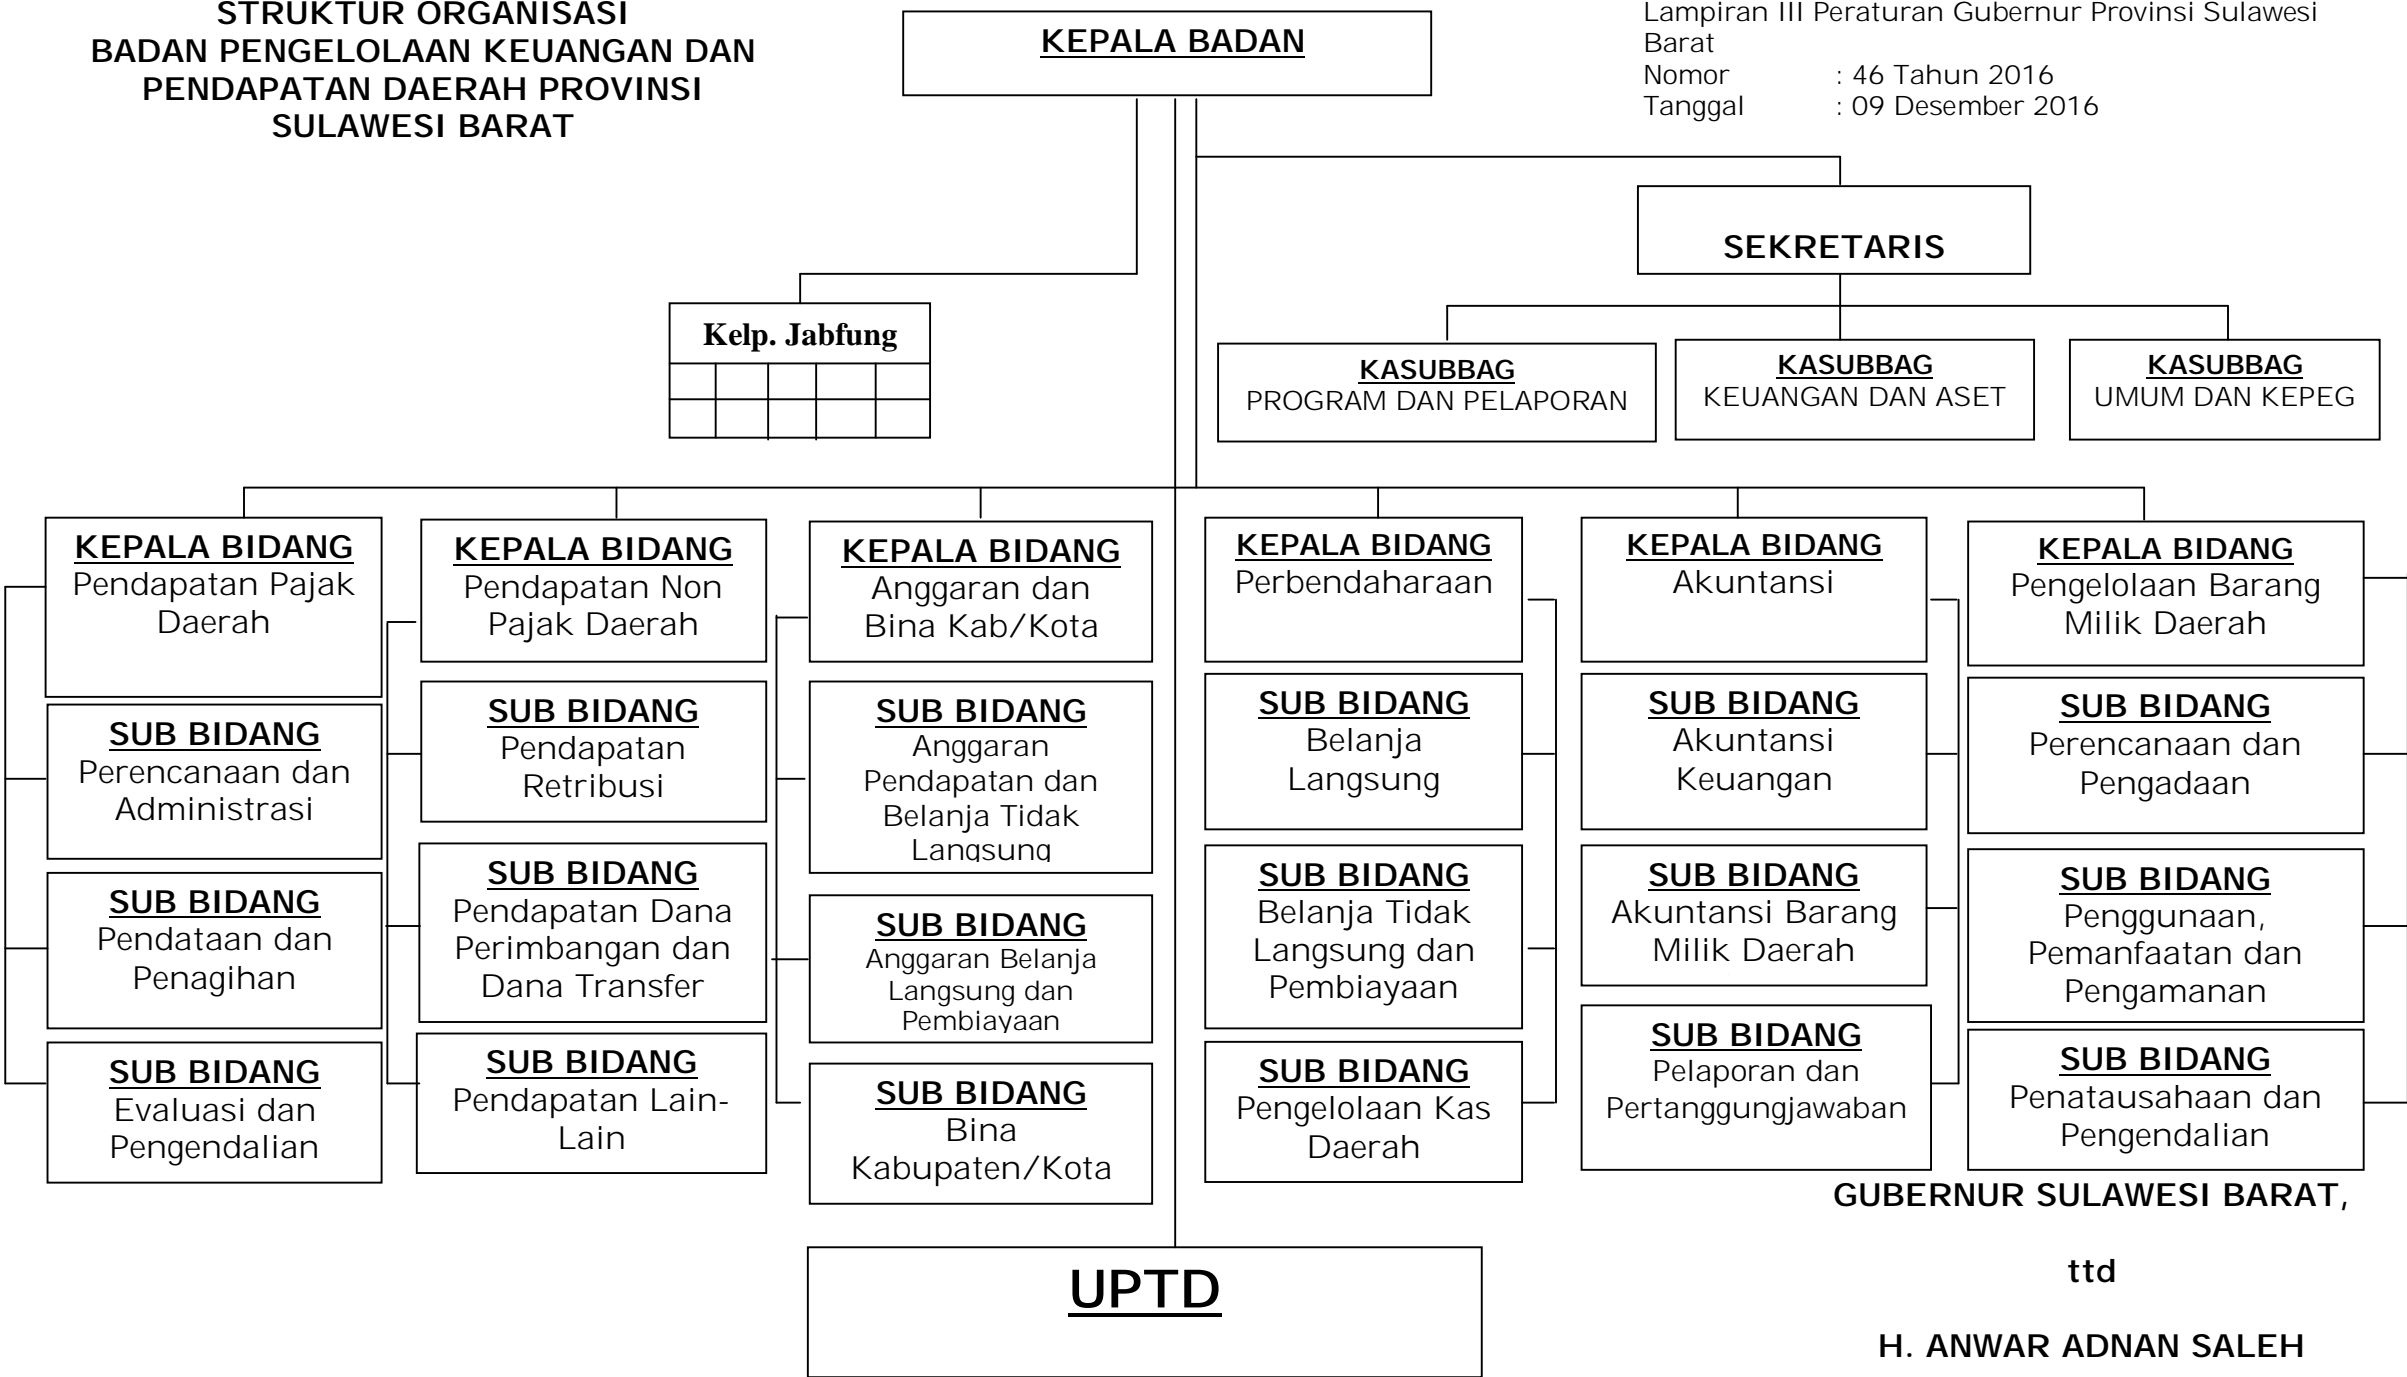 STRUKTUR ORGANISASI
BADAN PENGELOLAAN KEUANGAN DAN
PENDAPATAN DAERAH PROVINSI
SULAWESI BARAT
KEPALA BADAN
Lampiran III Peraturan Gubernur Provinsi Sulawesi
Barat
Nomor : 46 Tahun 2016
Tanggal : 09 Desember 2016
SEKRETARIS
Kelp. Jabfung
KASUBBAG
PROGRAM DAN PELAPORAN
KASUBBAG
KEUANGAN DAN ASET
KASUBBAG
UMUM DAN KEPEG
KEPALA BIDANG
Pendapatan Pajak
Daerah
SUB BIDANG
Perencanaan dan
Administrasi
SUB BIDANG
Pendataan dan
Penagihan
SUB BIDANG
Evaluasi dan
Pengendalian
KEPALA BIDANG
Pendapatan Non
Pajak Daerah
SUB BIDANG
Pendapatan
Retribusi
SUB BIDANG
Pendapatan Dana
Perimbangan dan
Dana Transfer
SUB BIDANG
Pendapatan Lain-
Lain
KEPALA BIDANG
Anggaran dan
Bina Kab/Kota
SUB BIDANG
Anggaran
Pendapatan dan
Belanja Tidak
Langsung
SUB BIDANG
Anggaran Belanja
Langsung dan
Pembiayaan
SUB BIDANG
Bina
Kabupaten/Kota
KEPALA BIDANG
Perbendaharaan
SUB BIDANG
Belanja
Langsung
SUB BIDANG
Belanja Tidak
Langsung dan
Pembiayaan
SUB BIDANG
Pengelolaan Kas
Daerah
KEPALA BIDANG
Akuntansi
SUB BIDANG
Akuntansi
Keuangan
SUB BIDANG
Akuntansi Barang
Milik Daerah
SUB BIDANG
Pelaporan dan
Pertanggungjawaban
KEPALA BIDANG
Pengelolaan Barang
Milik Daerah
SUB BIDANG
Perencanaan dan
Pengadaan
SUB BIDANG
Penggunaan,
Pemanfaatan dan
Pengamanan
SUB BIDANG
Penatausahaan dan
Pengendalian
UPTD
GUBERNUR SULAWESI BARAT,
ttd
H. ANWAR ADNAN SALEH